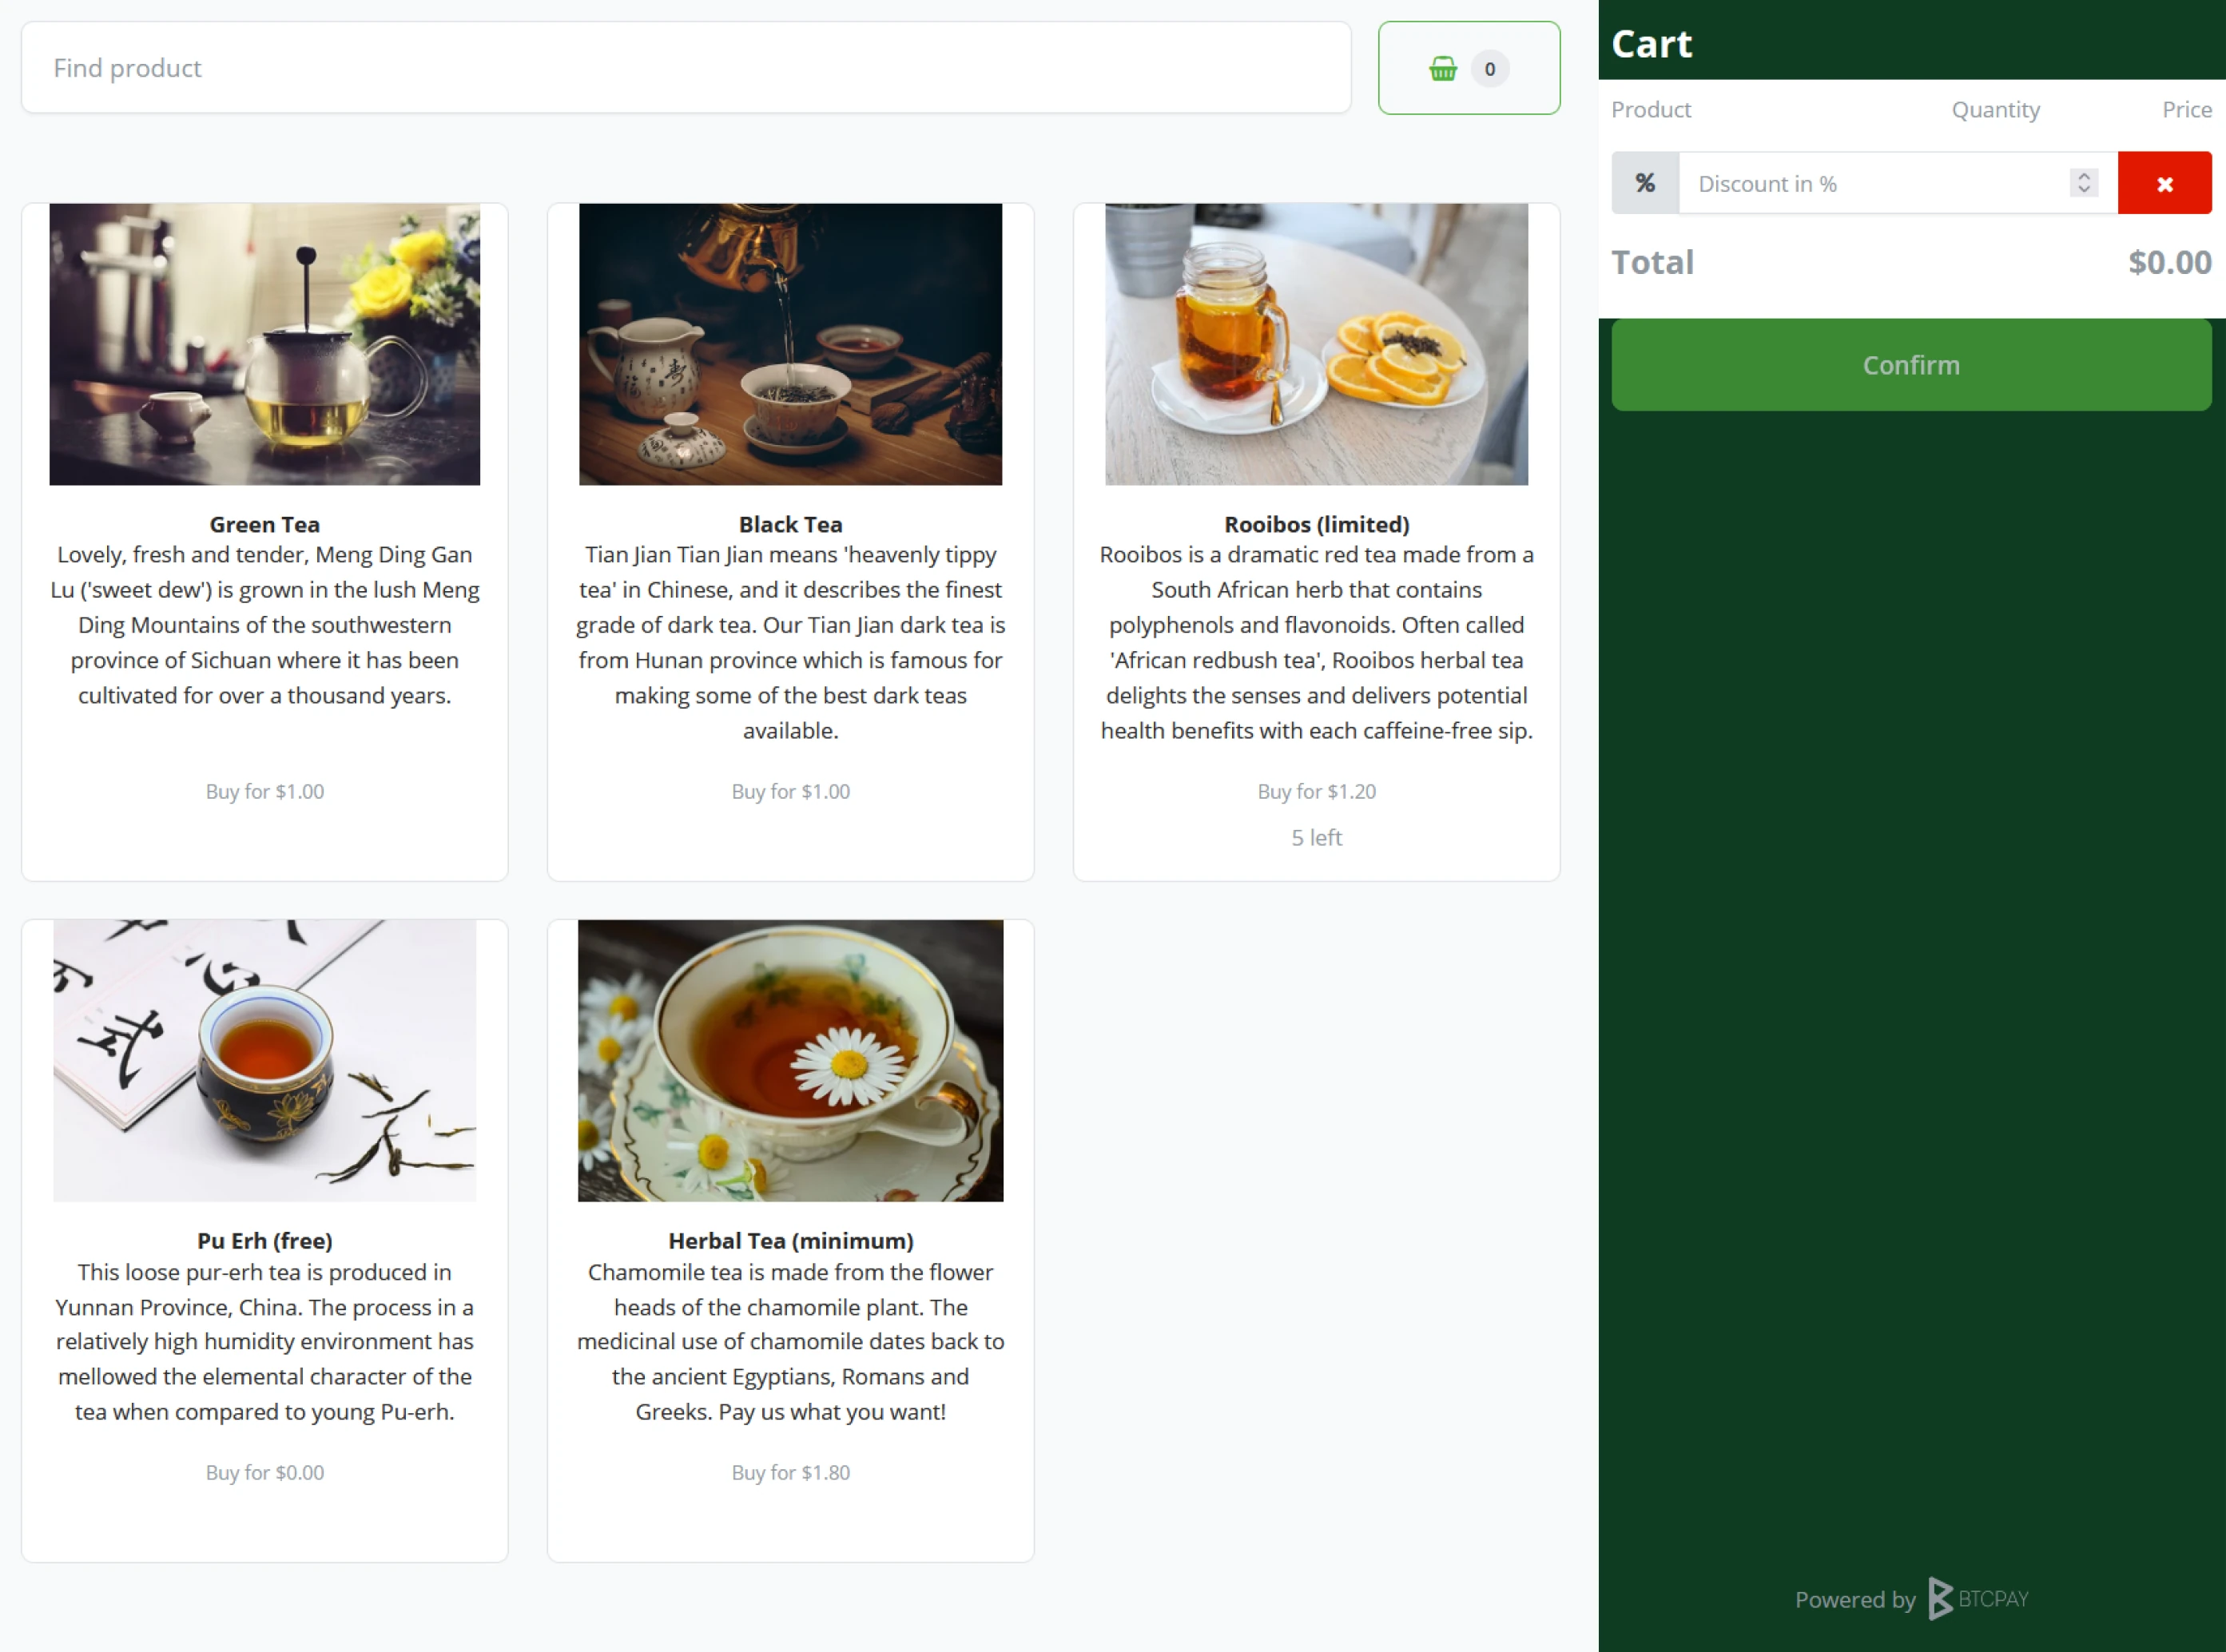 Find product
0
Cart
Product Quantity Price
% Discount in %
Total $0.00
Confirm
Green Tea
Lovely, fresh and tender, Meng Ding Gan
Lu ('sweet dew') is grown in the lush Meng
Ding Mountains of the southwestern
province of Sichuan where it has been
cultivated for over a thousand years.
Buy for $1.00
Black Tea
Tian Jian Tian Jian means 'heavenly tippy
tea' in Chinese, and it describes the finest
grade of dark tea. Our Tian Jian dark tea is
from Hunan province which is famous for
making some of the best dark teas
available.
Buy for $1.00
Rooibos (limited)
Rooibos is a dramatic red tea made from a
South African herb that contains
polyphenols and flavonoids. Often called
'African redbush tea', Rooibos herbal tea
delights the senses and delivers potential
health benefits with each caffeine-free sip.
Buy for $1.20
5 left
Pu Erh (free)
This loose pur-erh tea is produced in
Yunnan Province, China. The process in a
relatively high humidity environment has
mellowed the elemental character of the
tea when compared to young Pu-erh.
Buy for $0.00
Herbal Tea (minimum)
Chamomile tea is made from the flower
heads of the chamomile plant. The
medicinal use of chamomile dates back to
the ancient Egyptians, Romans and
Greeks. Pay us what you want!
Buy for $1.80
Powered by BTCPAY